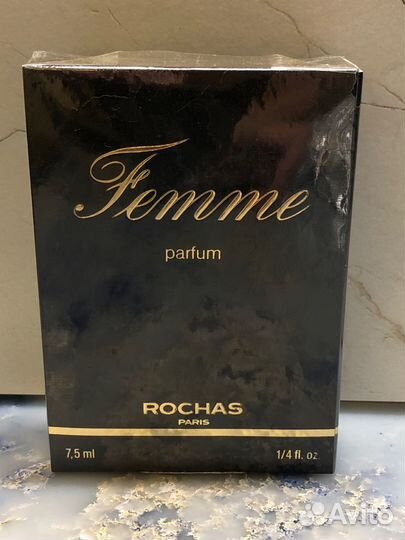 Femme
parfum
ROCHAS
PARIS
7,5 ml 1/4 fl. oz
Avito